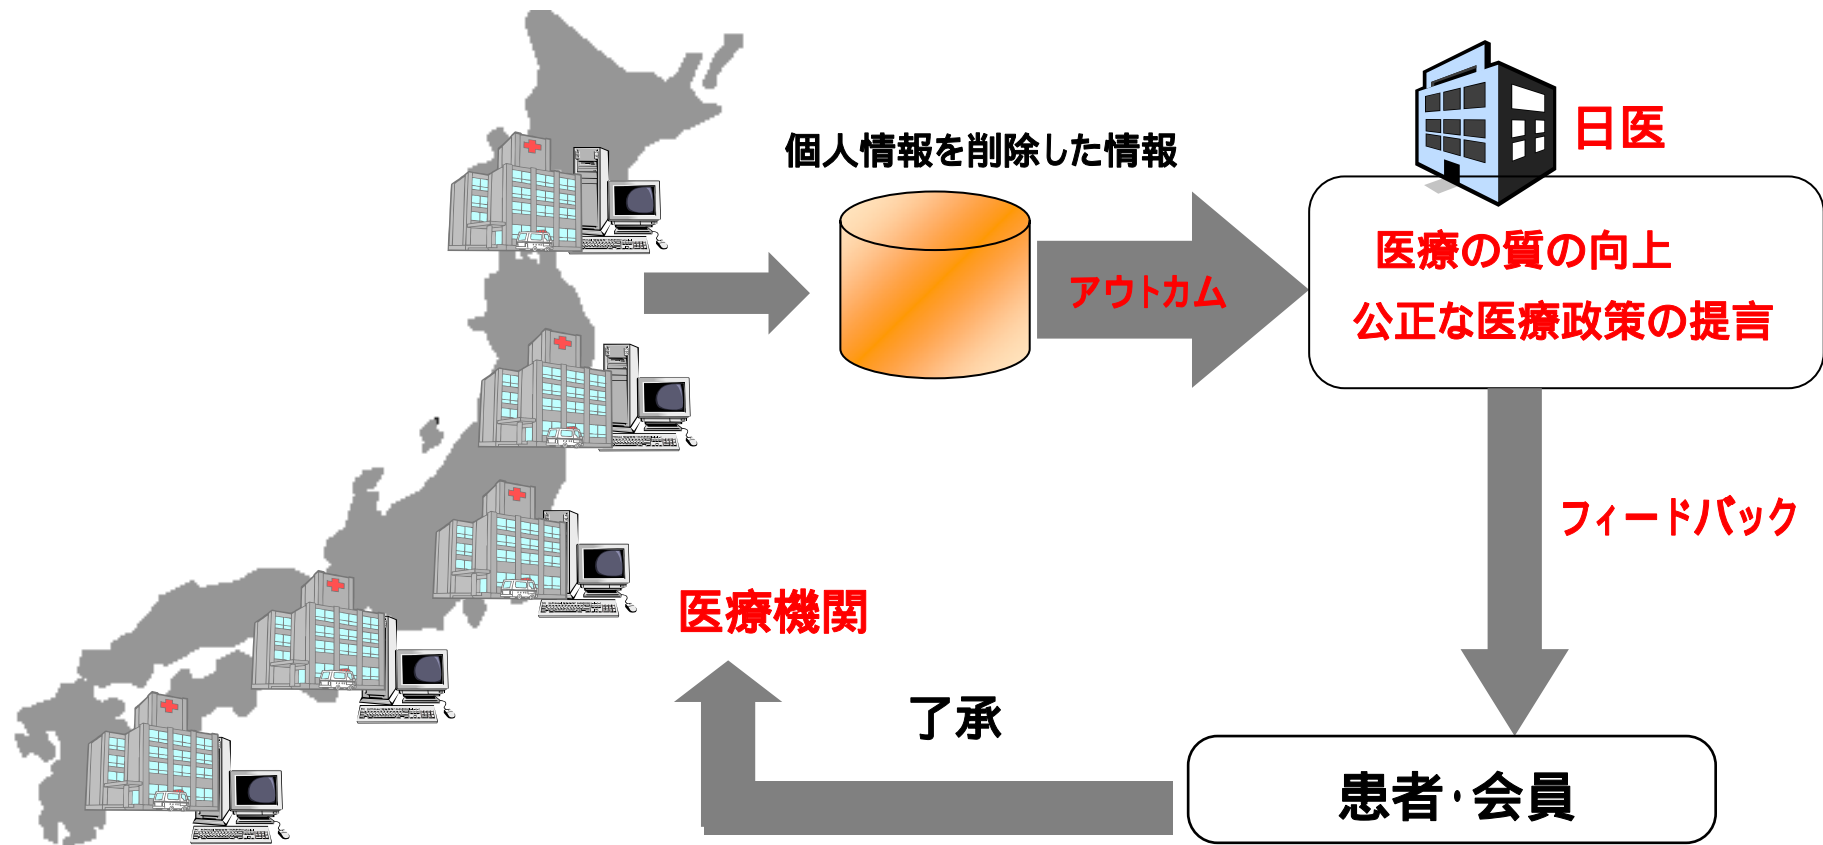 個人情報を削除した情報
日医
医療の質の向上
公正な医療政策の提言
アウトカム
フィードバック
医療機関
了承
患者・会員